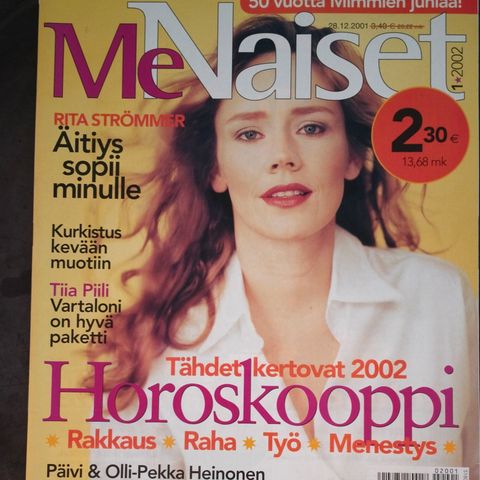 50 vuotta Mimmien juhlaa!
28.12.2001
MeNaiset
1★2002
2.30 €
13,68 mk
RITA STRÖMMER
Äitiys
sopii
minulle
Kurkistus
kevään
muotiin
Tiia Piili
Vartaloni
on hyvä
paketti
Tähdet kertovat 2002
Horoskooppi
Rakkaus ✷ Raha ✷ Työ ✷ Menestys
Päivi & Olli-Pekka Heinonen
02001